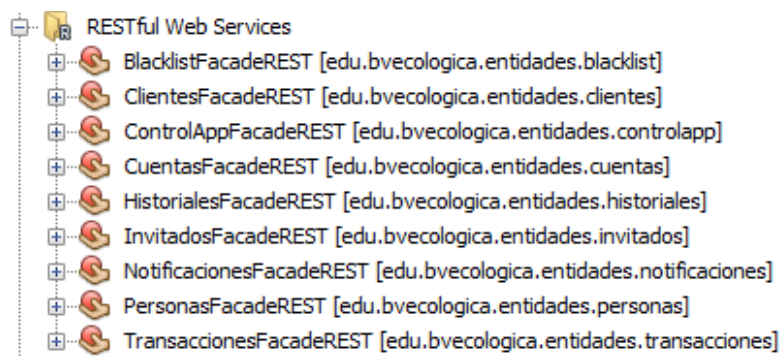 RESTful Web Services
BlacklistFacadeREST [edu.bvecologica.entidades.blacklist]
ClientesFacadeREST [edu.bvecologica.entidades.clientes]
ControlAppFacadeREST [edu.bvecologica.entidades.controlapp]
CuentasFacadeREST [edu.bvecologica.entidades.cuentas]
HistorialesFacadeREST [edu.bvecologica.entidades.historiales]
InvitadosFacadeREST [edu.bvecologica.entidades.invitados]
NotificacionesFacadeREST [edu.bvecologica.entidades.notificaciones]
PersonasFacadeREST [edu.bvecologica.entidades.personas]
TransaccionesFacadeREST [edu.bvecologica.entidades.transacciones]